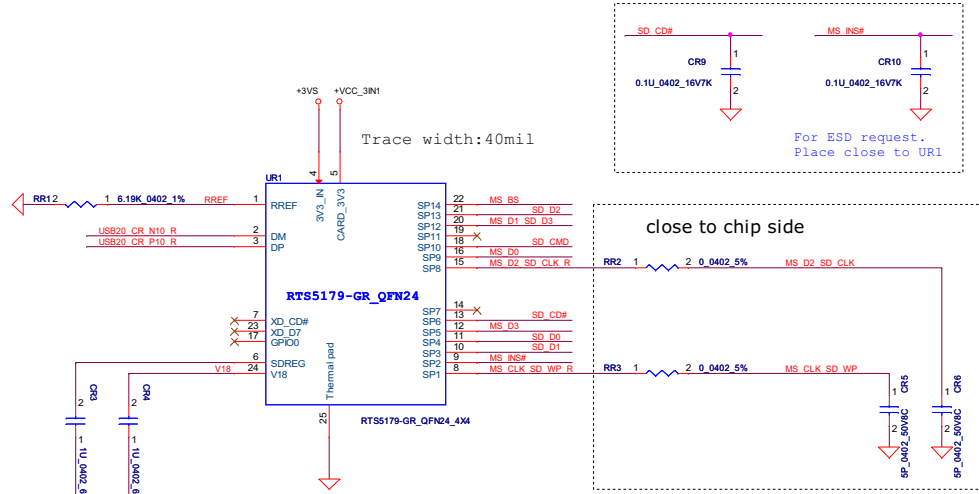 SD_CD#
MS_INS#
CR9
1
2
0.1U_0402_16V7K
CR10
1
2
0.1U_0402_16V7K
For ESD request.
Place close to UR1
+3VS
+VCC_3IN1
Trace width:40mil
UR1
4
5
3V3_IN
CARD_3V3
RR1
2
1
6.19K_0402_1%
RREF
1
RREF
USB20_CR_N10_R
2
DM
USB20_CR_P10_R
3
DP
RTS5179-GR_QFN24
7
XD_CD#
23
XD_D7
17
GPIO0
6
SDREG
V18
24
V18
Thermal pad
25
RTS5179-GR_QFN24_4X4
SP14
22
MS_BS
SP13
21
SD_D2
SP12
20
MS_D1_SD_D3
SP11
19
SP10
18
SD_CMD
SP9
16
MS_D0
SP8
15
MS_D2_SD_CLK_R
SP7
14
SP6
13
SD_CD#
SP5
12
MS_D3
SP4
11
SD_D0
SP3
10
SD_D1
SP2
9
MS_INS#
SP1
8
MS_CLK_SD_WP_R
close to chip side
RR2
1
2
0_0402_5%
MS_D2_SD_CLK
RR3
1
2
0_0402_5%
MS_CLK_SD_WP
CR5
1
2
5P_0402_50V8C
CR6
1
2
5P_0402_50V8C
CR3
2
1
1U_0402_6
CR4
2
1
1U_0402_6